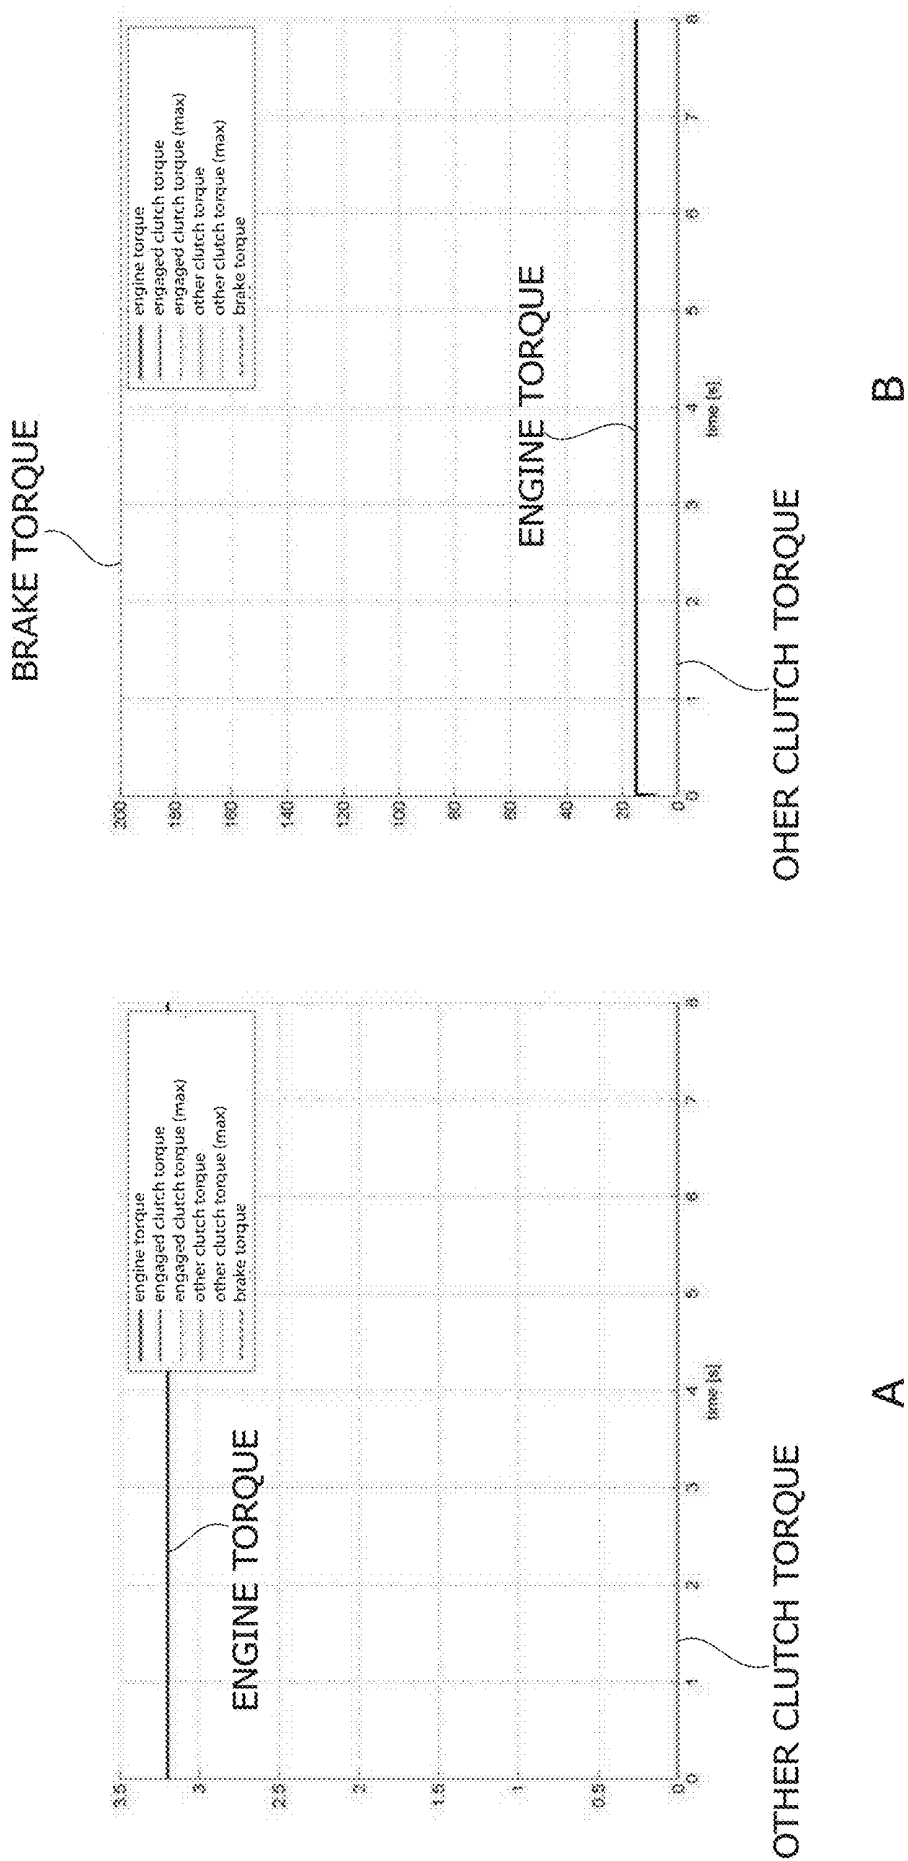 3.5
3
2.5
2
1.5
1
0.5
0
engine torque
engaged clutch torque
engaged clutch torque (max)
other clutch torque
other clutch torque (max)
brake torque
ENGINE TORQUE
0 1 2 3 4 5 6 7 8
time [s]
OTHER CLUTCH TORQUE
A
BRAKE TORQUE
200
180
160
140
120
100
80
60
40
20
0
engine torque
engaged clutch torque
engaged clutch torque (max)
other clutch torque
other clutch torque (max)
brake torque
ENGINE TORQUE
0 1 2 3 4 5 6 7 8
time [s]
OHER CLUTCH TORQUE
B